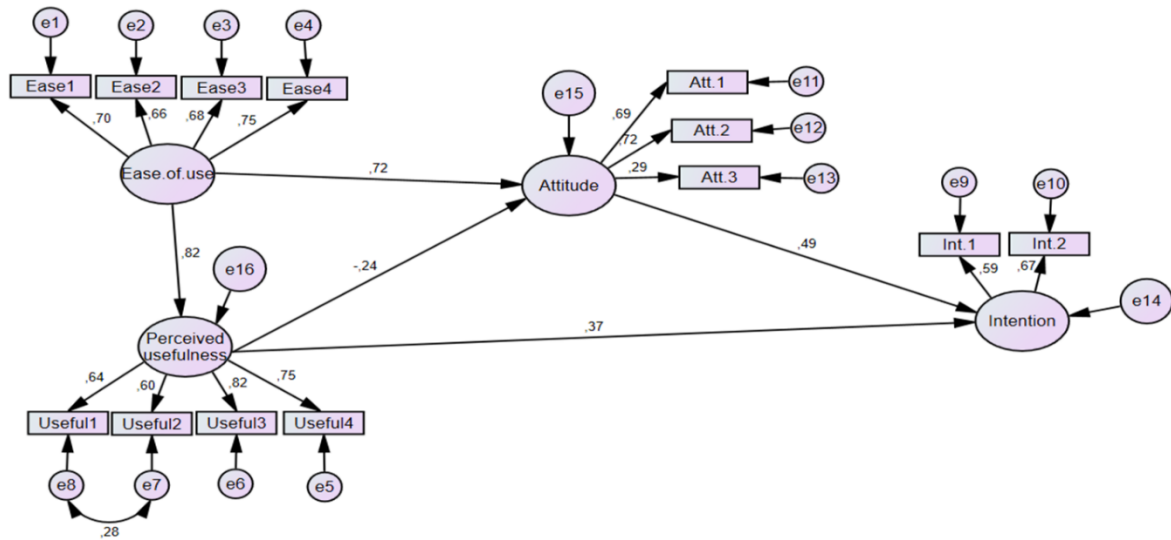 e1
e2
e3
e4
Ease1
Ease2
Ease3
Ease4
,70
,66
,68
,75
Ease.of.use
,72
,82
e15
Att.1
e11
,69
Att.2
e12
,72
Att.3
e13
,29
Attitude
e9
e10
Int.1
Int.2
,59
,67
,49
e14
Intention
e16
-,24
,37
Perceived
usefulness
,64
,60
,82
,75
Useful1
Useful2
Useful3
Useful4
e8
e7
e6
e5
,28